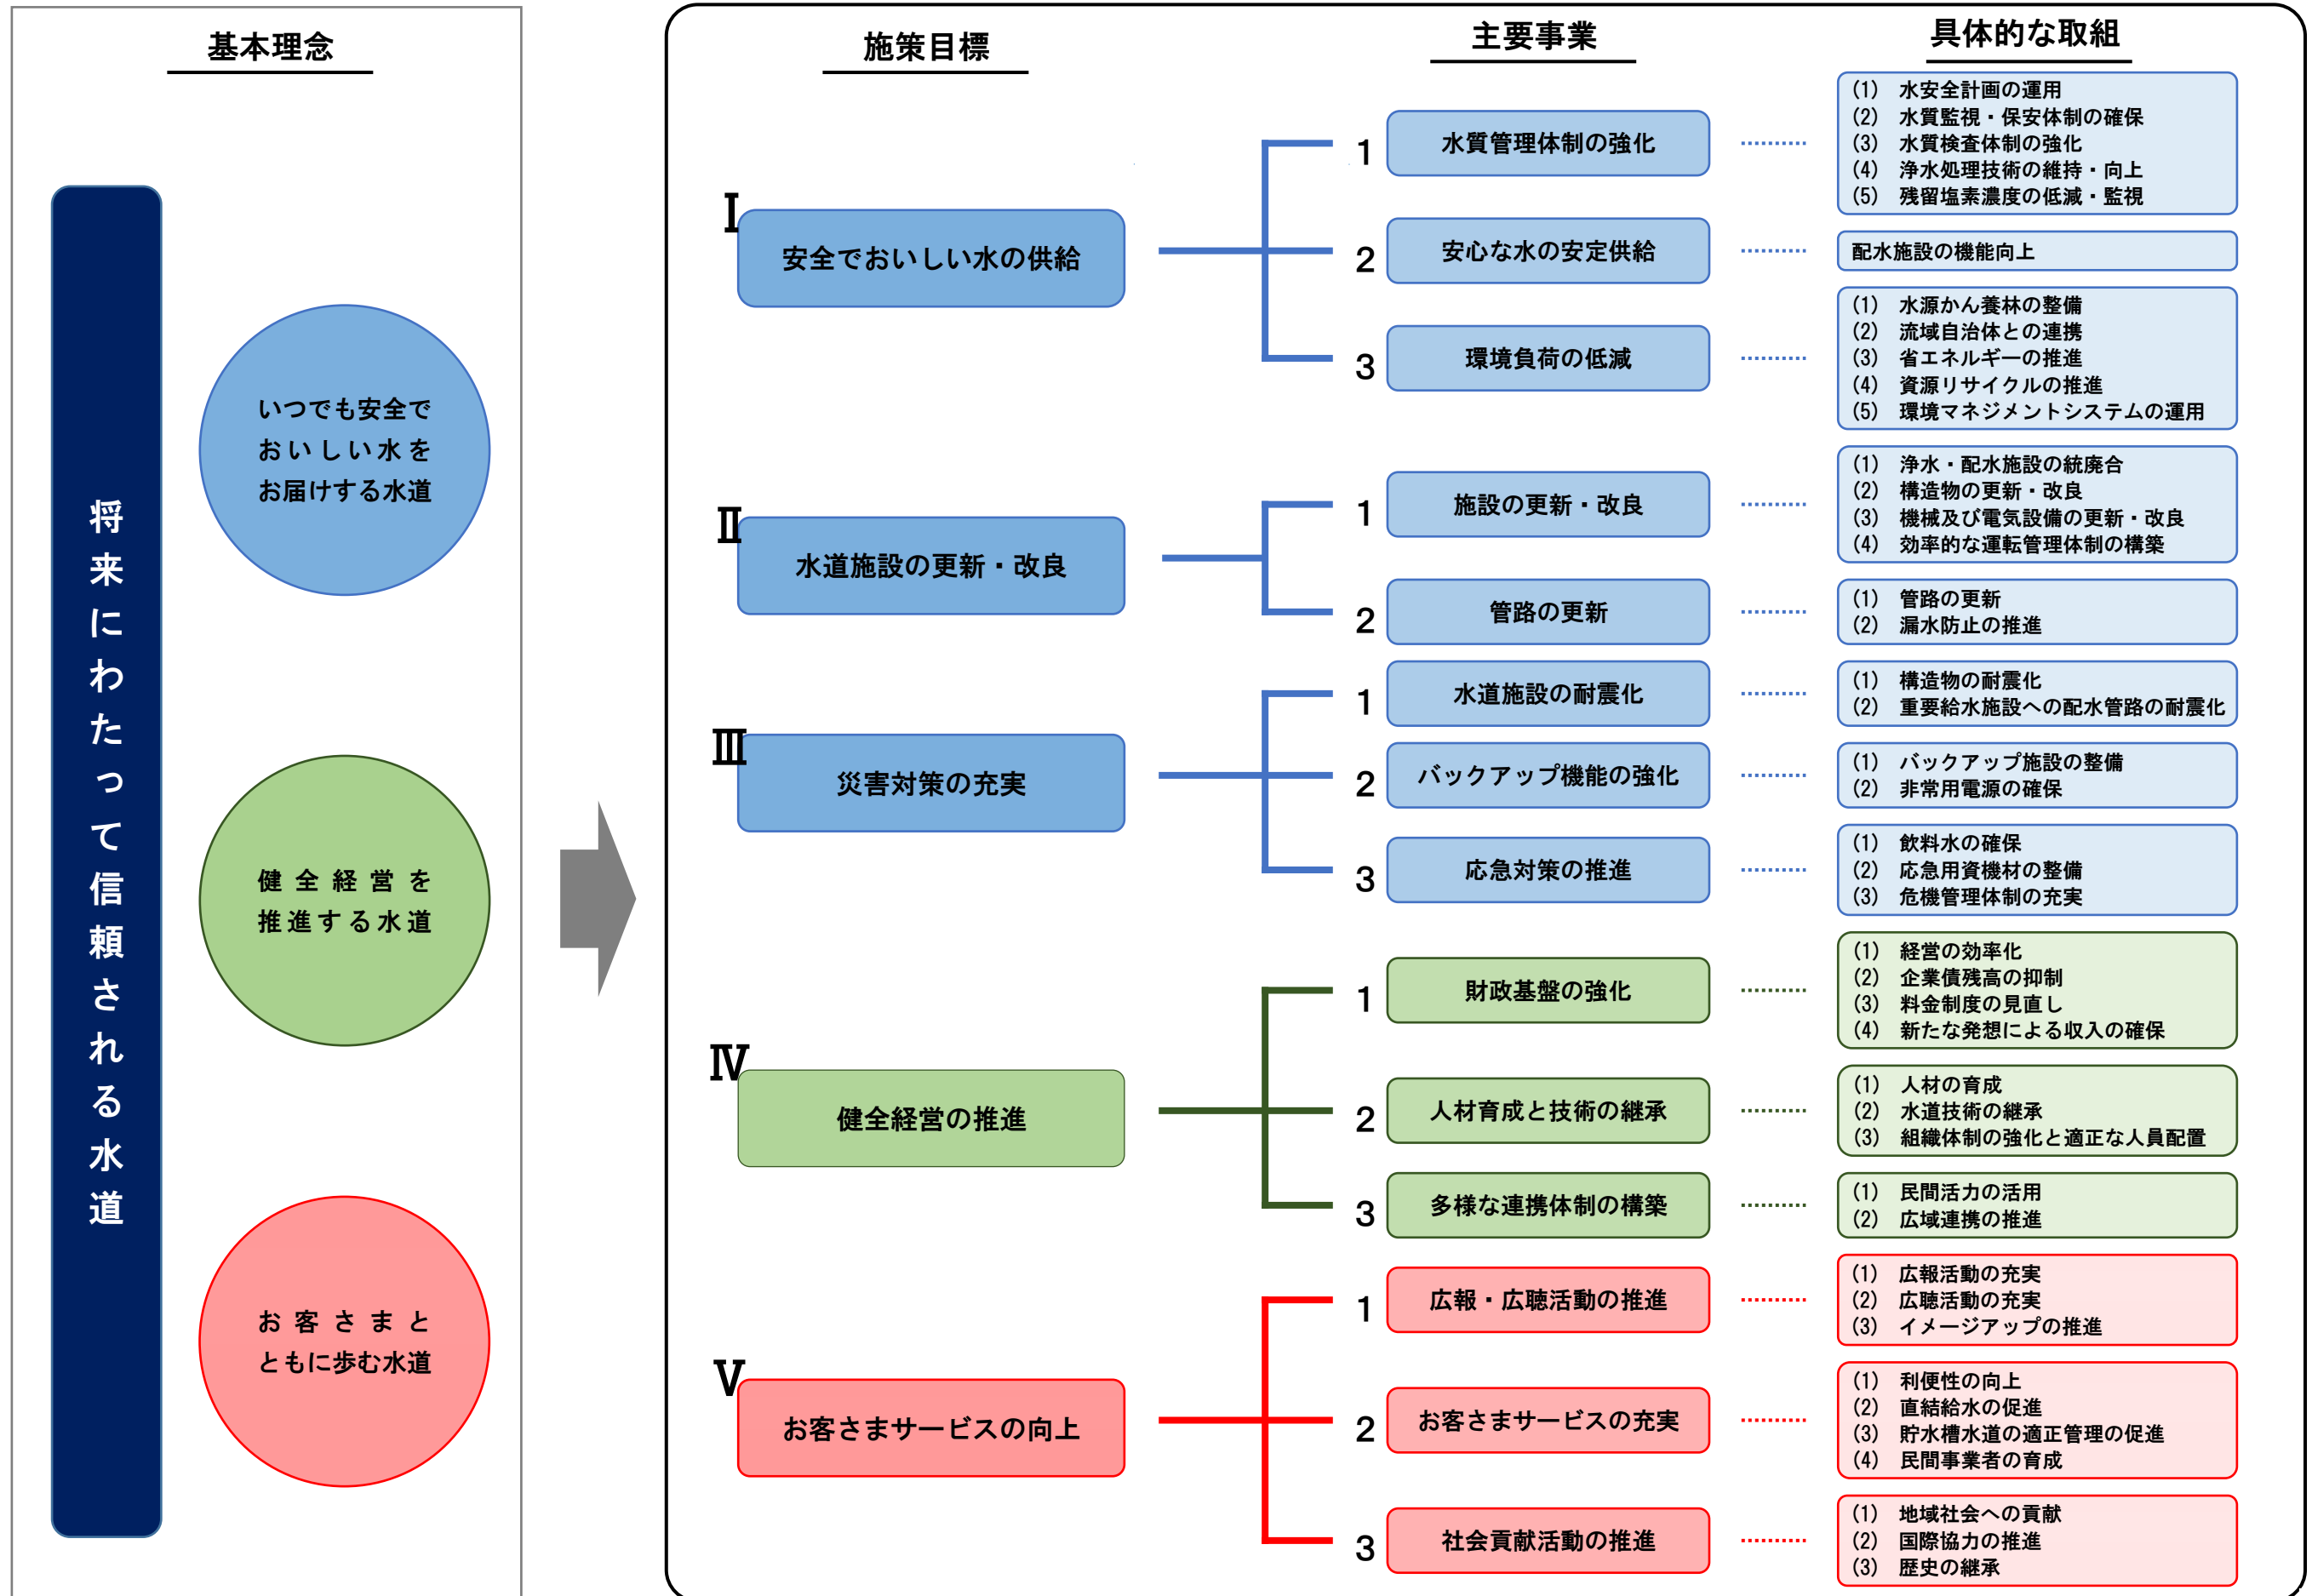 基本理念
将来にわたって信頼される水道
いつでも安全で
おいしい水を
お届けする水道
健全経営を
推進する水道
お客さまと
ともに歩む水道
施策目標
主要事業
具体的な取組
Ⅰ
安全でおいしい水の供給
1
水質管理体制の強化
(1) 水安全計画の運用
(2) 水質監視・保安体制の確保
(3) 水質検査体制の強化
(4) 浄水処理技術の維持・向上
(5) 残留塩素濃度の低減・監視
2
安心な水の安定供給
配水施設の機能向上
3
環境負荷の低減
(1) 水源かん養林の整備
(2) 流域自治体との連携
(3) 省エネルギーの推進
(4) 資源リサイクルの推進
(5) 環境マネジメントシステムの運用
Ⅱ
水道施設の更新・改良
1
施設の更新・改良
(1) 浄水・配水施設の統廃合
(2) 構造物の更新・改良
(3) 機械及び電気設備の更新・改良
(4) 効率的な運転管理体制の構築
2
管路の更新
(1) 管路の更新
(2) 漏水防止の推進
Ⅲ
災害対策の充実
1
水道施設の耐震化
(1) 構造物の耐震化
(2) 重要給水施設への配水管路の耐震化
2
バックアップ機能の強化
(1) バックアップ施設の整備
(2) 非常用電源の確保
3
応急対策の推進
(1) 飲料水の確保
(2) 応急用資機材の整備
(3) 危機管理体制の充実
Ⅳ
健全経営の推進
1
財政基盤の強化
(1) 経営の効率化
(2) 企業債残高の抑制
(3) 料金制度の見直し
(4) 新たな発想による収入の確保
2
人材育成と技術の継承
(1) 人材の育成
(2) 水道技術の継承
(3) 組織体制の強化と適正な人員配置
3
多様な連携体制の構築
(1) 民間活力の活用
(2) 広域連携の推進
Ⅴ
お客さまサービスの向上
1
広報・広聴活動の推進
(1) 広報活動の充実
(2) 広聴活動の充実
(3) イメージアップの推進
2
お客さまサービスの充実
(1) 利便性の向上
(2) 直結給水の促進
(3) 貯水槽水道の適正管理の促進
(4) 民間事業者の育成
3
社会貢献活動の推進
(1) 地域社会への貢献
(2) 国際協力の推進
(3) 歴史の継承